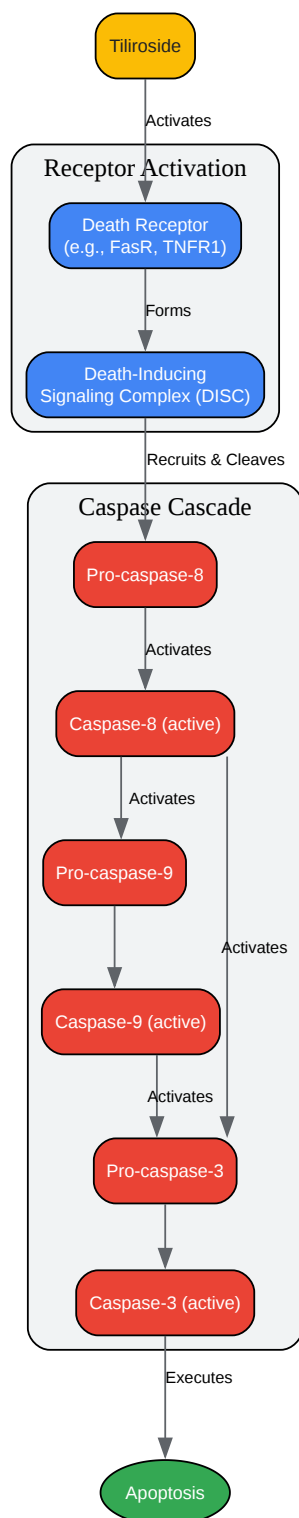 Tiliroside
Activates
Receptor Activation
Death Receptor
(e.g., FasR, TNFR1)
Forms
Death-Inducing
Signaling Complex (DISC)
Recruits & Cleaves
Caspase Cascade
Pro-caspase-8
Activates
Caspase-8 (active)
Activates
Pro-caspase-9
Activates
Caspase-9 (active)
Activates
Pro-caspase-3
Caspase-3 (active)
Executes
Apoptosis